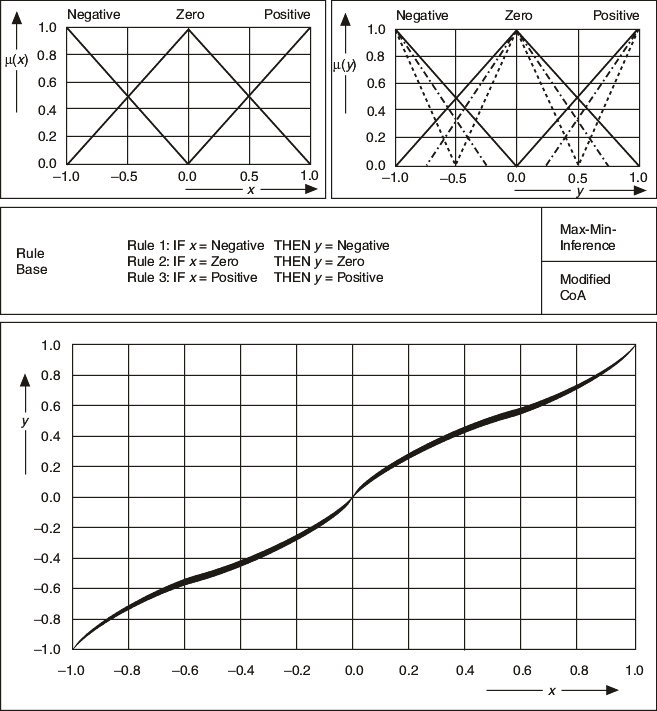 Negative Zero Positive
1.0
μ(x)
0.8
0.6
0.4
0.2
0.0
−1.0 −0.5 0.0 0.5 1.0
x
Negative Zero Positive
1.0
μ(y)
0.8
0.6
0.4
0.2
0.0
−1.0 −0.5 0.0 0.5 1.0
y
Rule
Base
Rule 1: IF x = Negative THEN y = Negative
Rule 2: IF x = Zero THEN y = Zero
Rule 3: IF x = Positive THEN y = Positive
Max-Min-
Inference
Modified
CoA
1.0
0.8
0.6
y
0.4
0.2
0.0
−0.2
−0.4
−0.6
−0.8
−1.0
−1.0 −0.8 −0.6 −0.4 −0.2 0.0 0.2 0.4 0.6 0.8 1.0
x